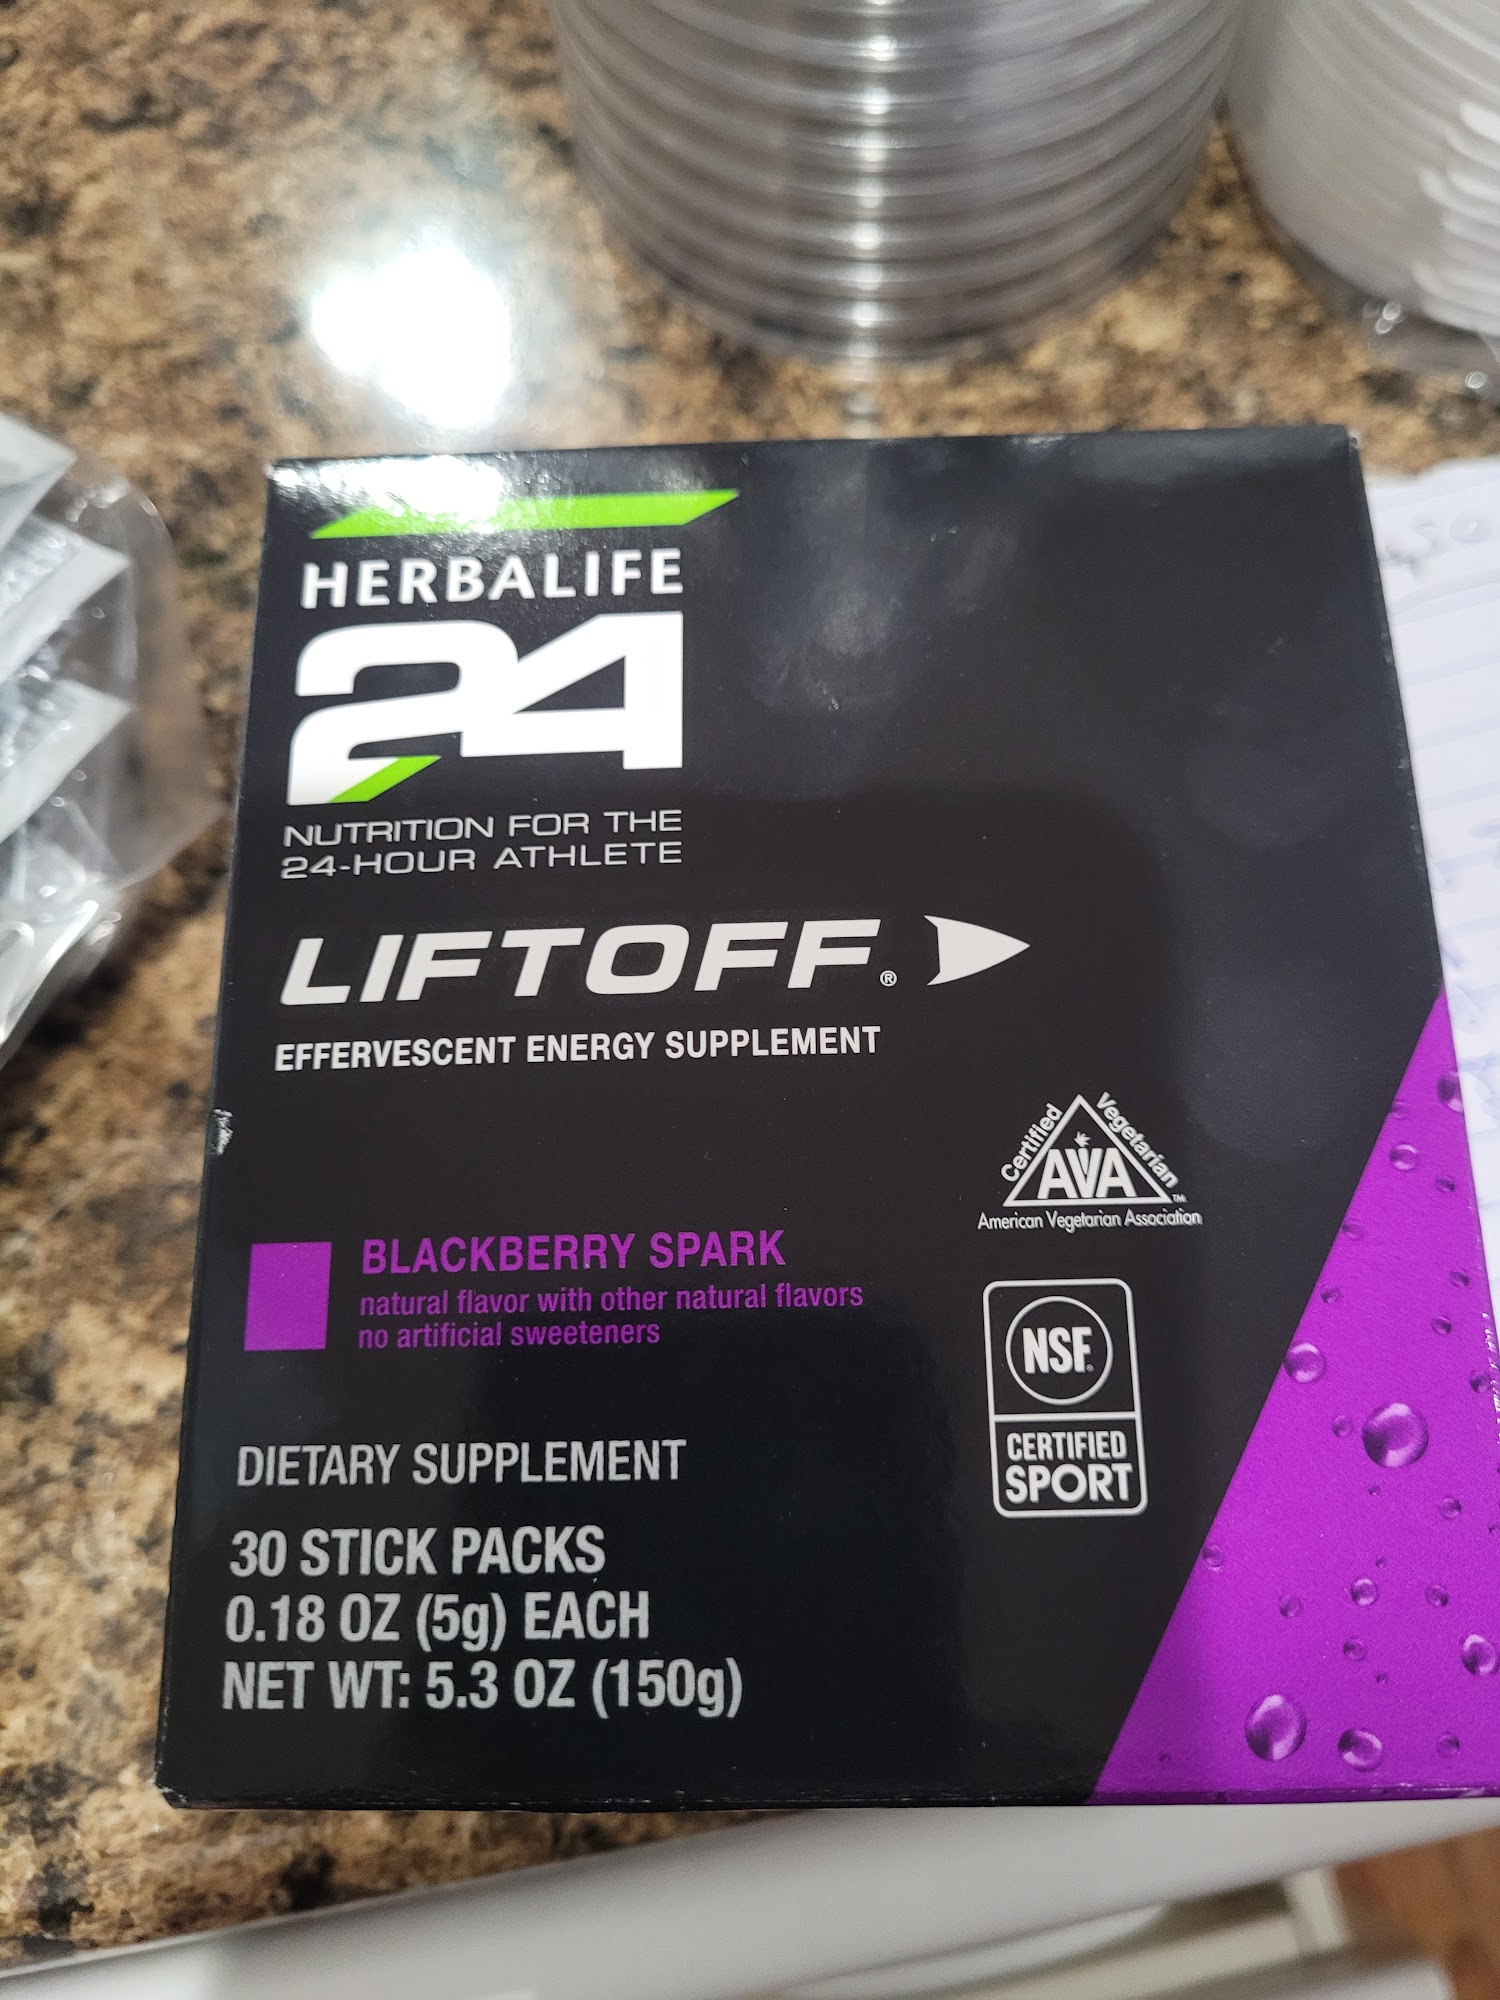 HERBALIFE
24
NUTRITION FOR THE
24-HOUR ATHLETE
LIFTOFF®
EFFERVESCENT ENERGY SUPPLEMENT
Certified Vegetarian
AVA™
American Vegetarian Association
BLACKBERRY SPARK
natural flavor with other natural flavors
no artificial sweeteners
NSF®
CERTIFIED
SPORT
DIETARY SUPPLEMENT
30 STICK PACKS
0.18 OZ (5g) EACH
NET WT: 5.3 OZ (150g)